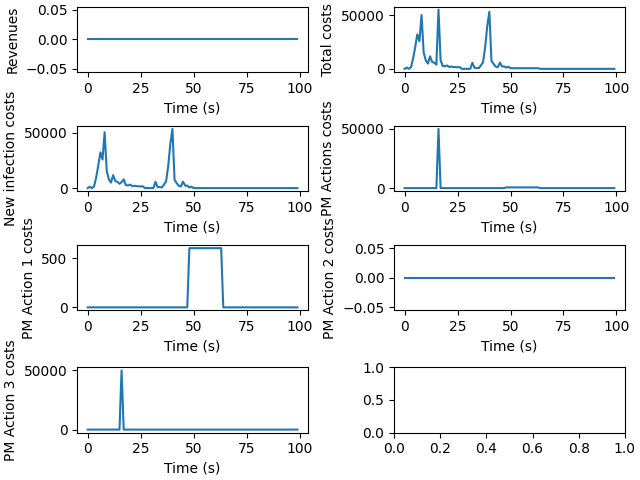 Revenues
0.05
0.00
−0.05
0 25 50 75 100
Time (s)
Total costs
50000
0
0 25 50 75 100
Time (s)
New infection costs
50000
0
0 25 50 75 100
Time (s)
PM Actions costs
50000
0
0 25 50 75 100
Time (s)
PM Action 1 costs
500
0
0 25 50 75 100
Time (s)
PM Action 2 costs
0.05
0.00
−0.05
0 25 50 75 100
Time (s)
PM Action 3 costs
50000
0
0 25 50 75 100
Time (s)
1.0
0.5
0.0
0.0 0.2 0.4 0.6 0.8 1.0